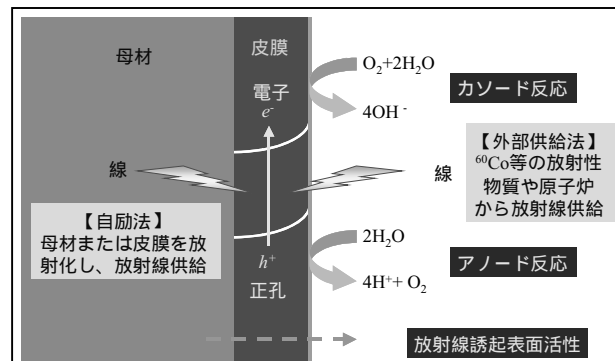 母材
皮膜
電子
e-
線
【自励法】
母材または皮膜を放
射化し、放射線供給
h+
正孔
O2+2H2O
4OH -
カソード反応
線
【外部供給法】
60Co等の放射性
物質や原子炉
から放射線供給
2H2O
4H++ O2
アノード反応
放射線誘起表面活性